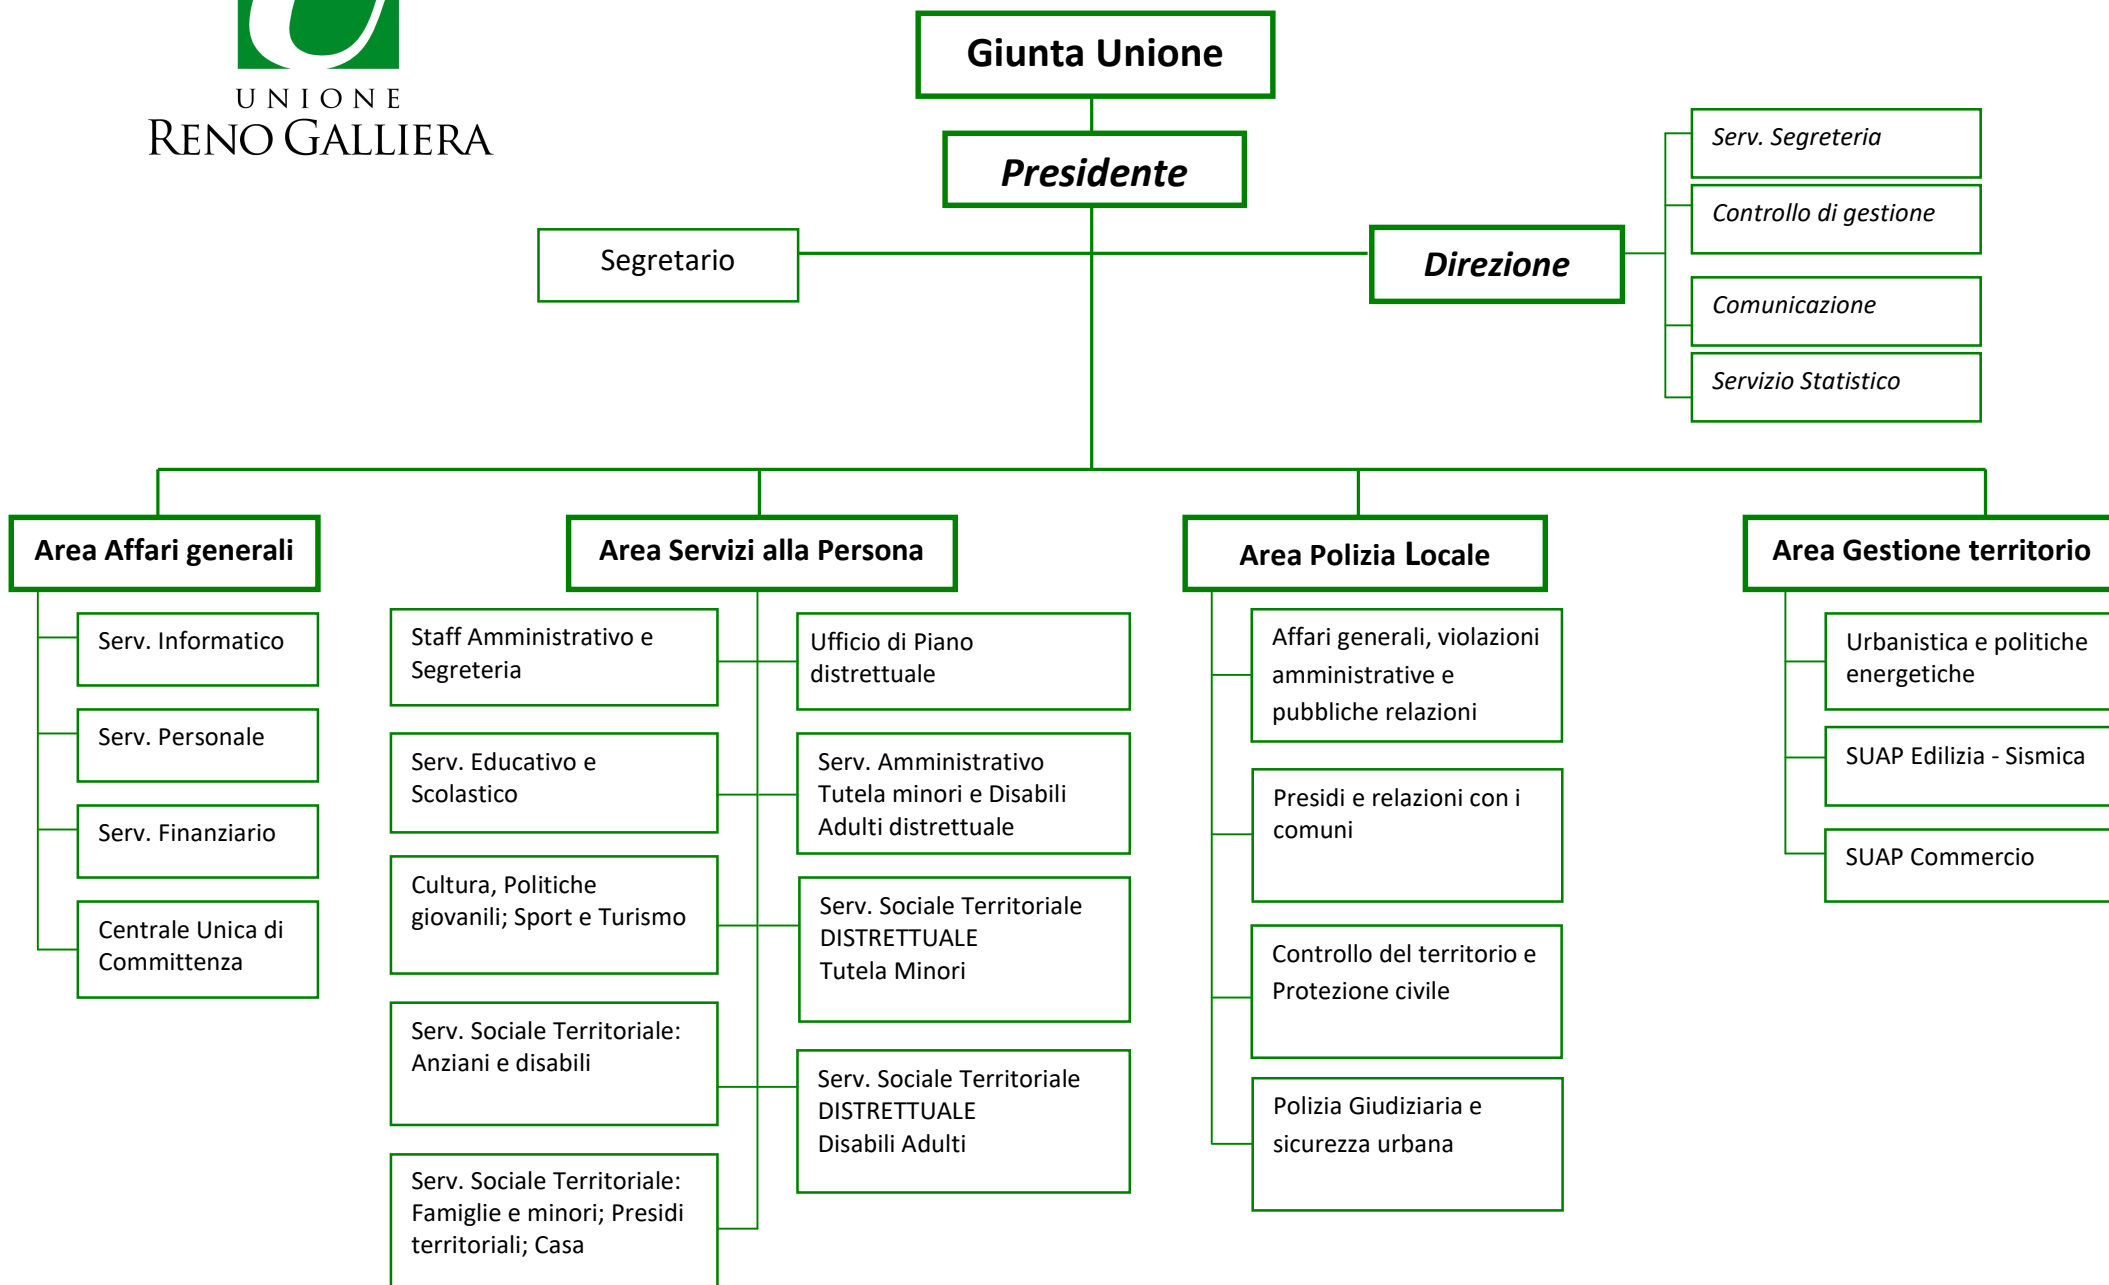 UNIONE
RENO GALLIERA
Giunta Unione
Presidente
Segretario
Direzione
Serv. Segreteria
Controllo di gestione
Comunicazione
Servizio Statistico
Area Affari generali
Serv. Informatico
Serv. Personale
Serv. Finanziario
Centrale Unica di
Committenza
Area Servizi alla Persona
Staff Amministrativo e
Segreteria
Serv. Educativo e
Scolastico
Cultura, Politiche
giovanili; Sport e Turismo
Serv. Sociale Territoriale:
Anziani e disabili
Serv. Sociale Territoriale:
Famiglie e minori; Presidi
territoriali; Casa
Ufficio di Piano
distrettuale
Serv. Amministrativo
Tutela minori e Disabili
Adulti distrettuale
Serv. Sociale Territoriale
DISTRETTUALE
Tutela Minori
Serv. Sociale Territoriale
DISTRETTUALE
Disabili Adulti
Area Polizia Locale
Affari generali, violazioni
amministrative e
pubbliche relazioni
Presidi e relazioni con i
comuni
Controllo del territorio e
Protezione civile
Polizia Giudiziaria e
sicurezza urbana
Area Gestione territorio
Urbanistica e politiche
energetiche
SUAP Edilizia - Sismica
SUAP Commercio